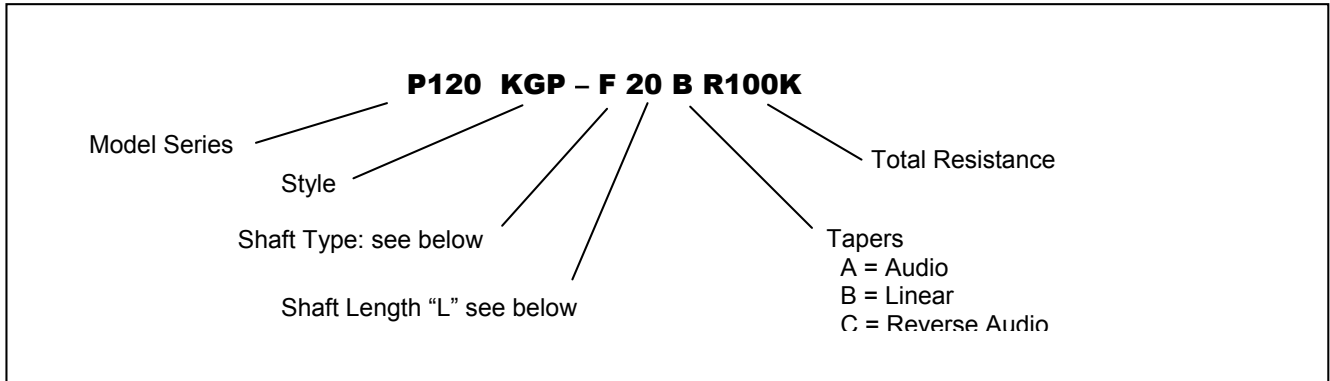 P120 KGP – F 20 B R100K
Model Series
Total Resistance
Style
Shaft Type: see below
Tapers
A = Audio
B = Linear
C = Reverse Audio
Shaft Length “L” see below